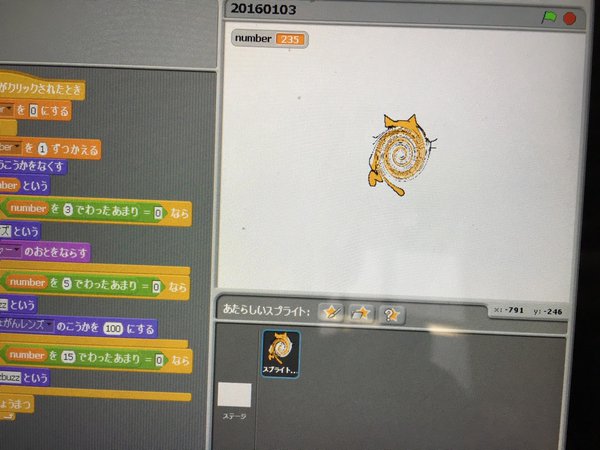 20160103
number 235
がクリックされたとき
を 0 にする
ber を 1 ずつかえる
こうかをなくす
ber という
number を 3 でわったあまり = 0 なら
ズ という
ー のおとをならす
number を 5 でわったあまり = 0 なら
zz という
がんレンズ のこうかを 100 にする
number を 15 でわったあまり = 0 なら
zbuzz という
ょうまつ
あたらしいスプライト:
x: -791 y: -246
スプライト...
ステージ